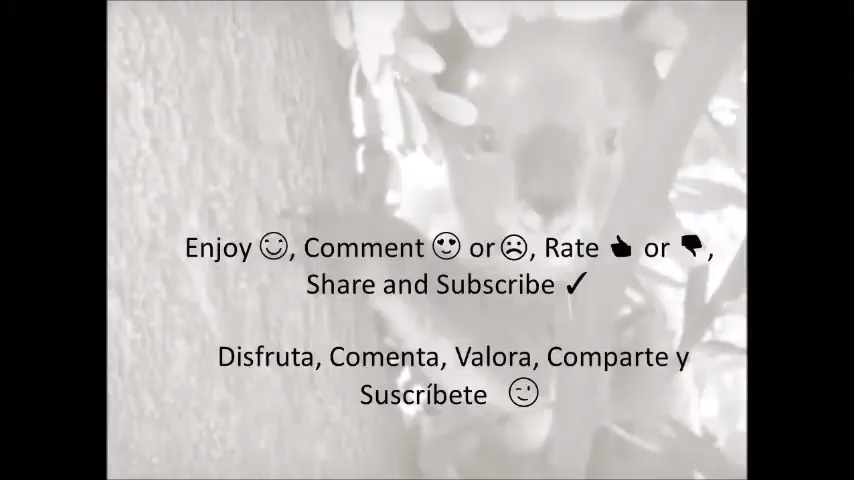 Enjoy ☺, Comment 😍 or ☹, Rate 👍 or 👎,
Share and Subscribe ✓
Disfruta, Comenta, Valora, Comparte y
Suscríbete 😉